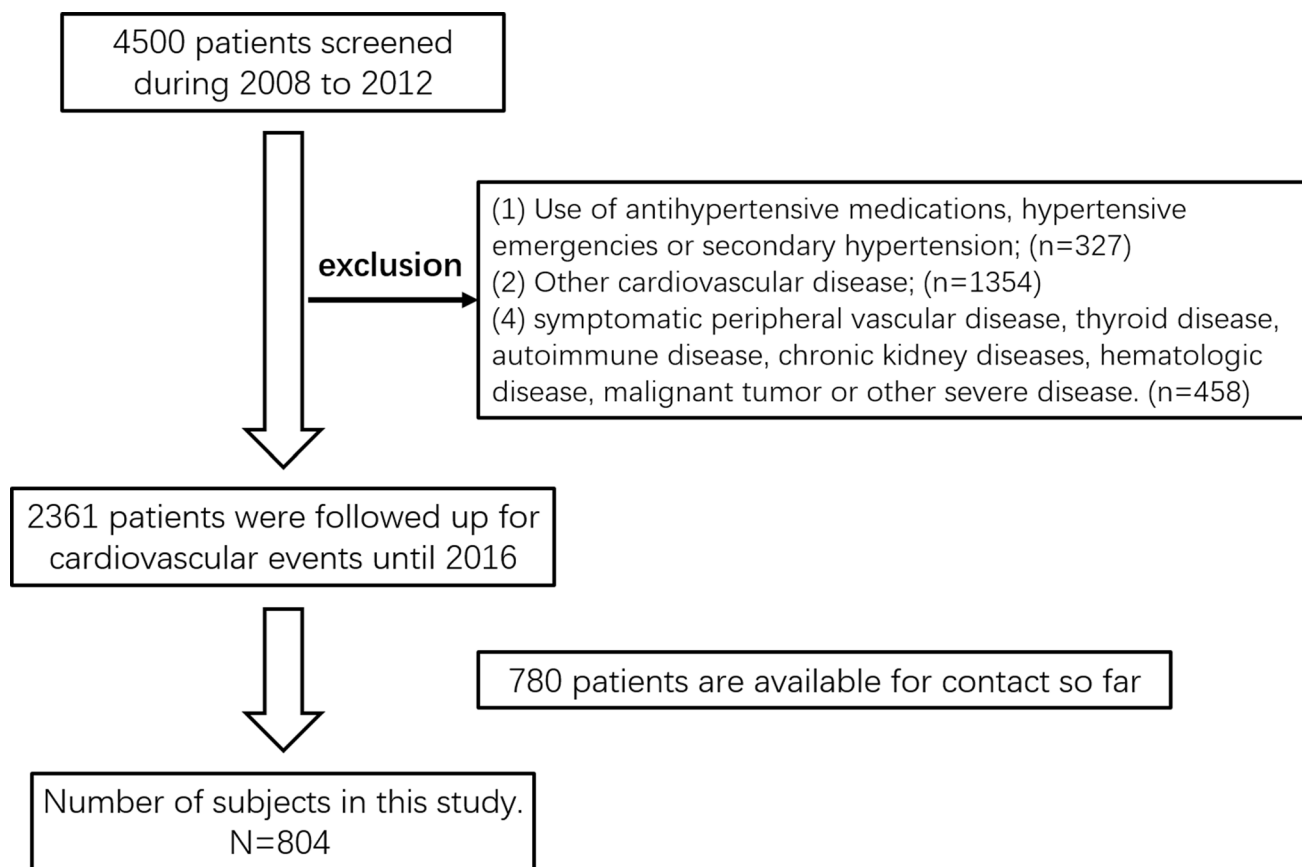 4500 patients screened
during 2008 to 2012
(1) Use of antihypertensive medications, hypertensive
emergencies or secondary hypertension; (n=327)
exclusion
(2) Other cardiovascular disease; (n=1354)
(4) symptomatic peripheral vascular disease, thyroid disease,
autoimmune disease, chronic kidney diseases, hematologic
disease, malignant tumor or other severe disease. (n=458)
2361 patients were followed up for
cardiovascular events until 2016
780 patients are available for contact so far
Number of subjects in this study.
N=804